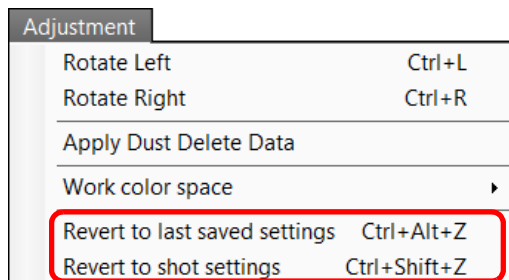 Adjustment
Rotate Left Ctrl+L
Rotate Right Ctrl+R
Apply Dust Delete Data
Work color space
Revert to last saved settings Ctrl+Alt+Z
Revert to shot settings Ctrl+Shift+Z